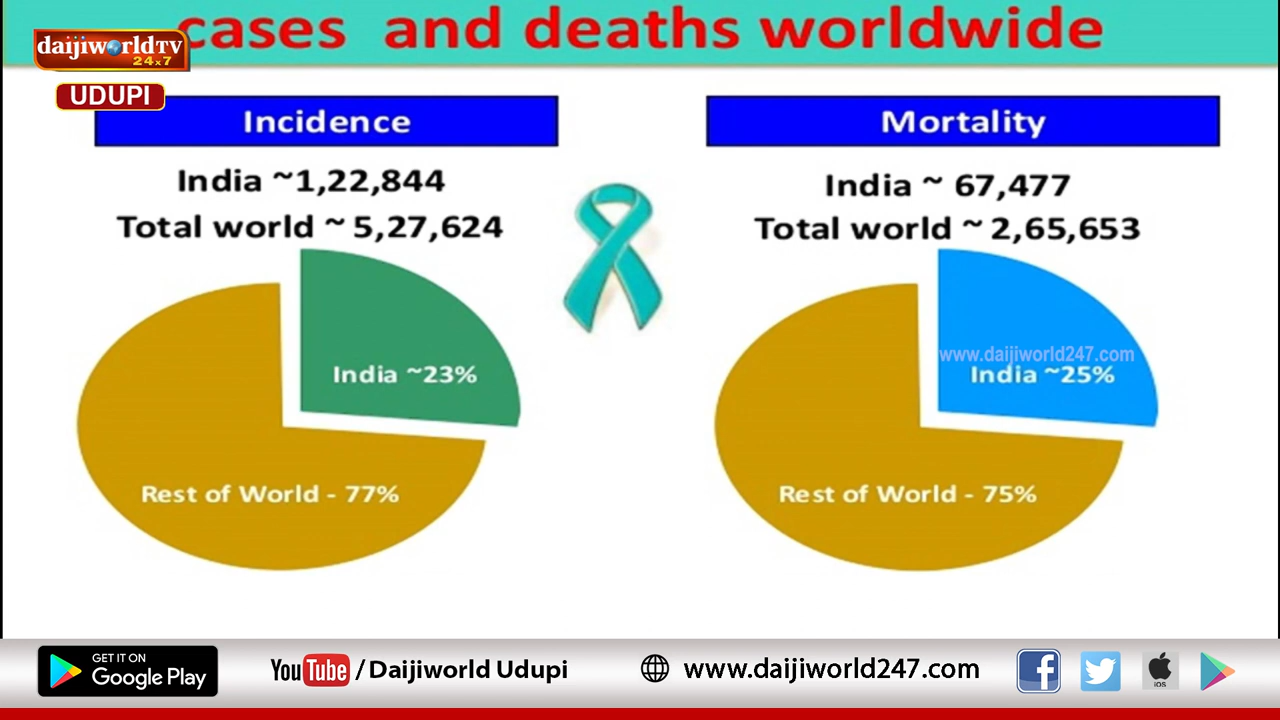 cases and deaths worldwide
daijiworldTV
24x7
UDUPI
Incidence
India ~1,22,844
Total world ~ 5,27,624
India ~23%
Rest of World - 77%
Mortality
India ~ 67,477
Total world ~ 2,65,653
www.daijiworld247.com
India ~25%
Rest of World - 75%
GET IT ON
Google Play
YouTube / Daijiworld Udupi
www.daijiworld247.com
f
iOS